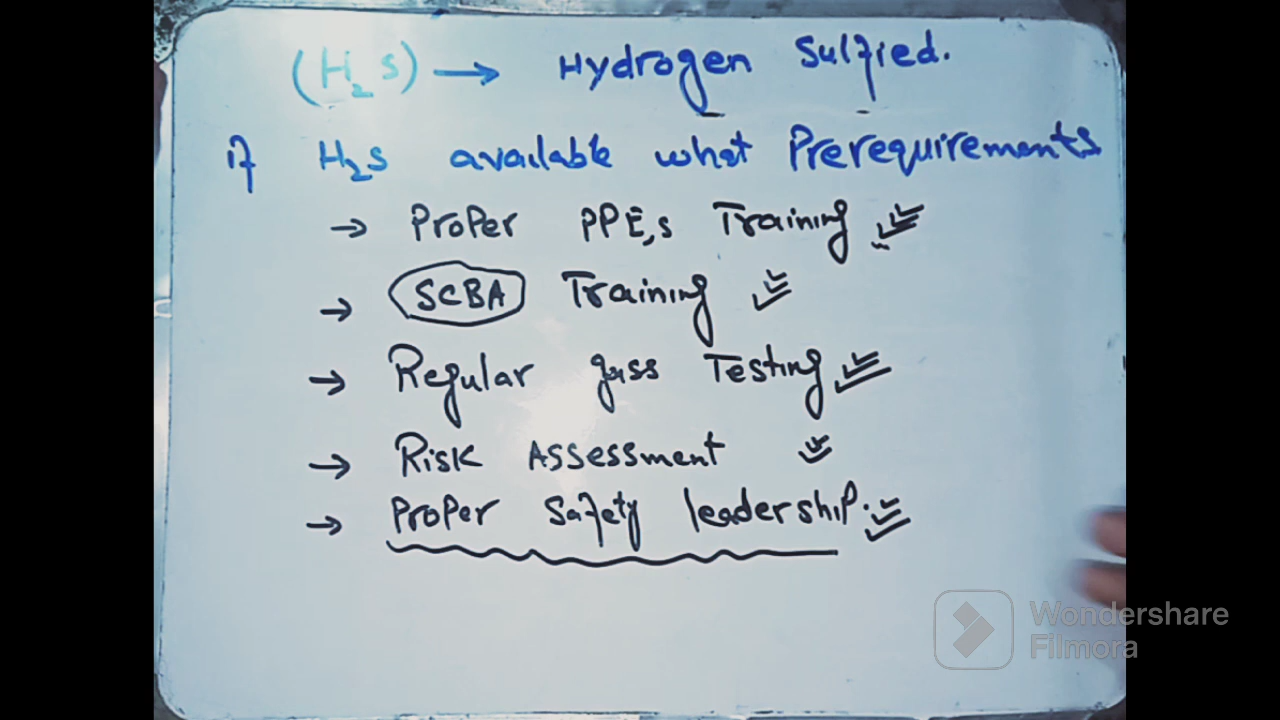 (H2S) → Hydrogen Sulfied.
if H2S available what Prerequirements
→ Proper PPE,s Training
→ SCBA Training
→ Regular gass Testing
→ Risk Assessment
→ Proper Safety leadership.
Wondershare
Filmora